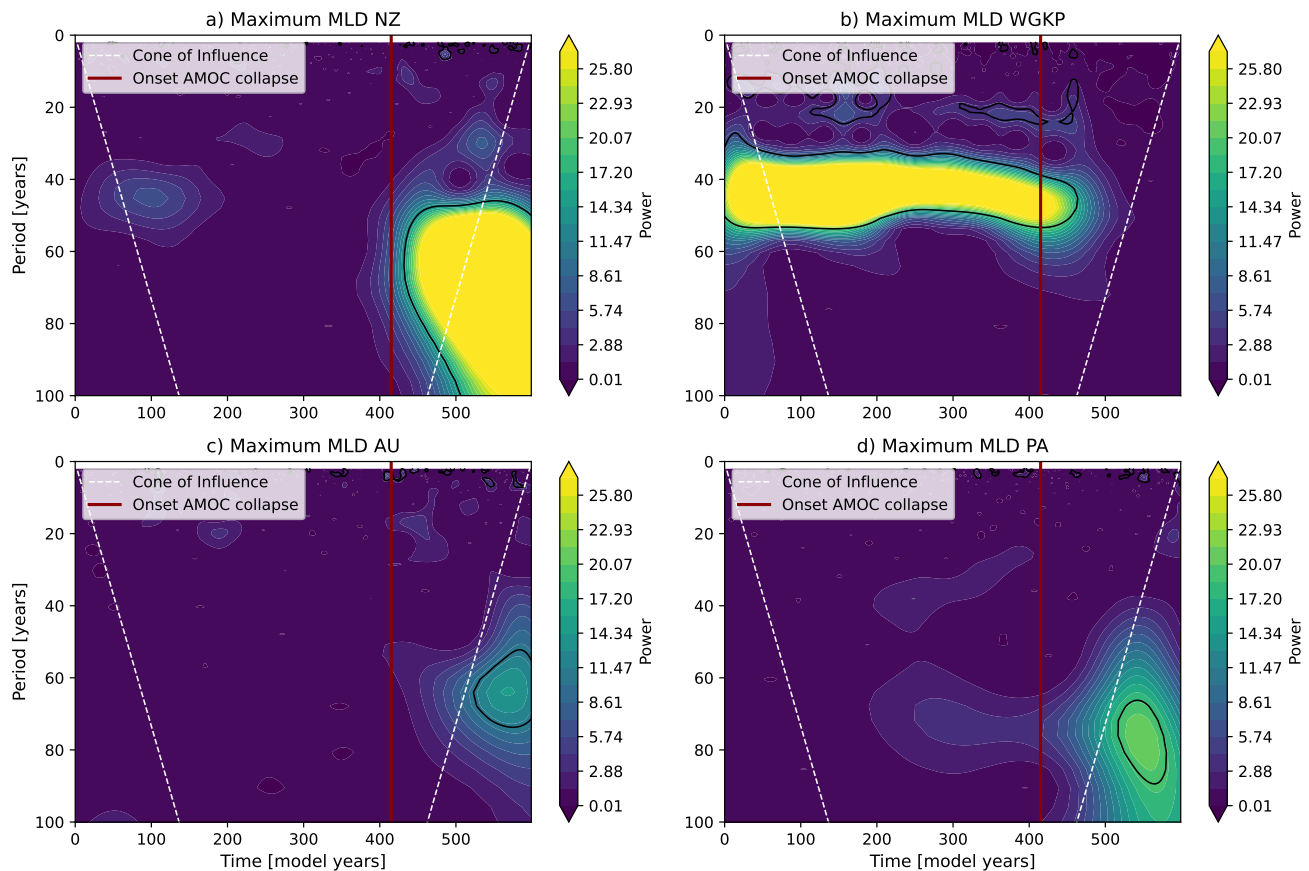 a) Maximum MLD NZ
Cone of Influence
Onset AMOC collapse
0
20
40
60
80
100
Period [years]
0 100 200 300 400 500
25.80
22.93
20.07
17.20
14.34
11.47
8.61
5.74
2.88
0.01
Power
b) Maximum MLD WGKP
Cone of Influence
Onset AMOC collapse
0
20
40
60
80
100
0 100 200 300 400 500
25.80
22.93
20.07
17.20
14.34
11.47
8.61
5.74
2.88
0.01
Power
c) Maximum MLD AU
Cone of Influence
Onset AMOC collapse
0
20
40
60
80
100
Period [years]
0 100 200 300 400 500
Time [model years]
25.80
22.93
20.07
17.20
14.34
11.47
8.61
5.74
2.88
0.01
Power
d) Maximum MLD PA
Cone of Influence
Onset AMOC collapse
0
20
40
60
80
100
0 100 200 300 400 500
Time [model years]
25.80
22.93
20.07
17.20
14.34
11.47
8.61
5.74
2.88
0.01
Power